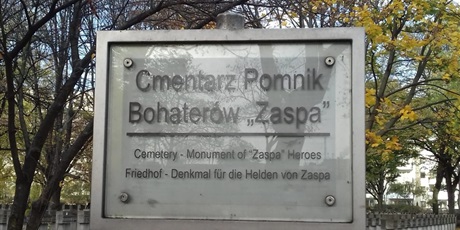 Cmentarz Pomnik
Bohaterów „Zaspa”
Cemetery - Monument of "Zaspa" Heroes
Friedhof - Denkmal für die Helden von Zaspa